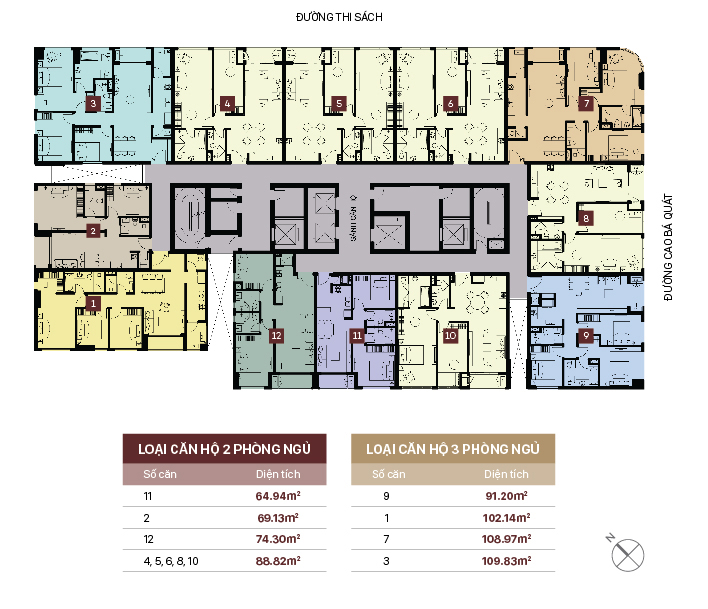 ĐƯỜNG THI SÁCH
3
4
5
6
7
SẢNH CĂN HỘ
2
8
ĐƯỜNG CAO BÁ QUÁT
1
12
11
10
9
LOẠI CĂN HỘ 2 PHÒNG NGỦ
Số căn Diện tích
11 64.94m²
2 69.13m²
12 74.30m²
4, 5, 6, 8, 10 88.82m²
LOẠI CĂN HỘ 3 PHÒNG NGỦ
Số căn Diện tích
9 91.20m²
1 102.14m²
7 108.97m²
3 109.83m²
N